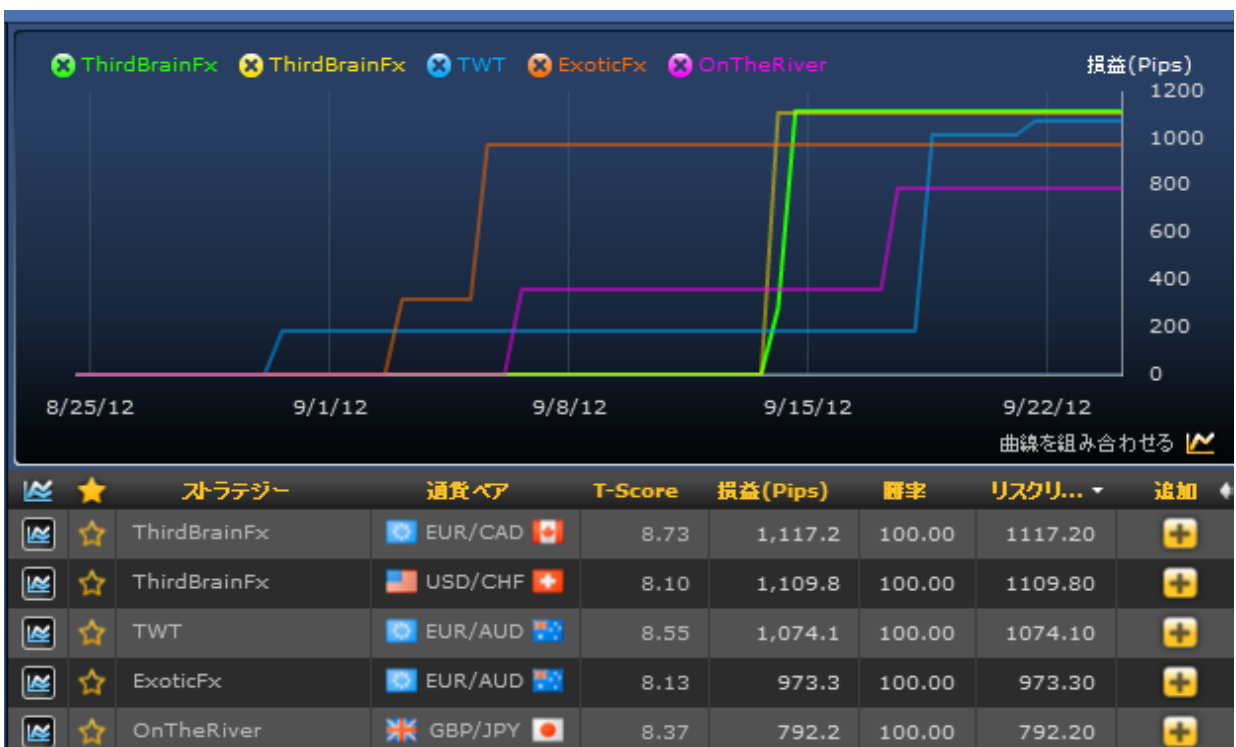 ThirdBrainFx ThirdBrainFx TWT ExoticFx OnTheRiver 損益(Pips)
1200
1000
800
600
400
200
0
8/25/12 9/1/12 9/8/12 9/15/12 9/22/12
曲線を組み合わせる
ストラテジー 通貨ペア T-Score 損益(Pips) 勝率 リスクリ... 追加
ThirdBrainFx EUR/CAD 8.73 1,117.2 100.00 1117.20
ThirdBrainFx USD/CHF 8.10 1,109.8 100.00 1109.80
TWT EUR/AUD 8.55 1,074.1 100.00 1074.10
ExoticFx EUR/AUD 8.13 973.3 100.00 973.30
OnTheRiver GBP/JPY 8.37 792.2 100.00 792.20